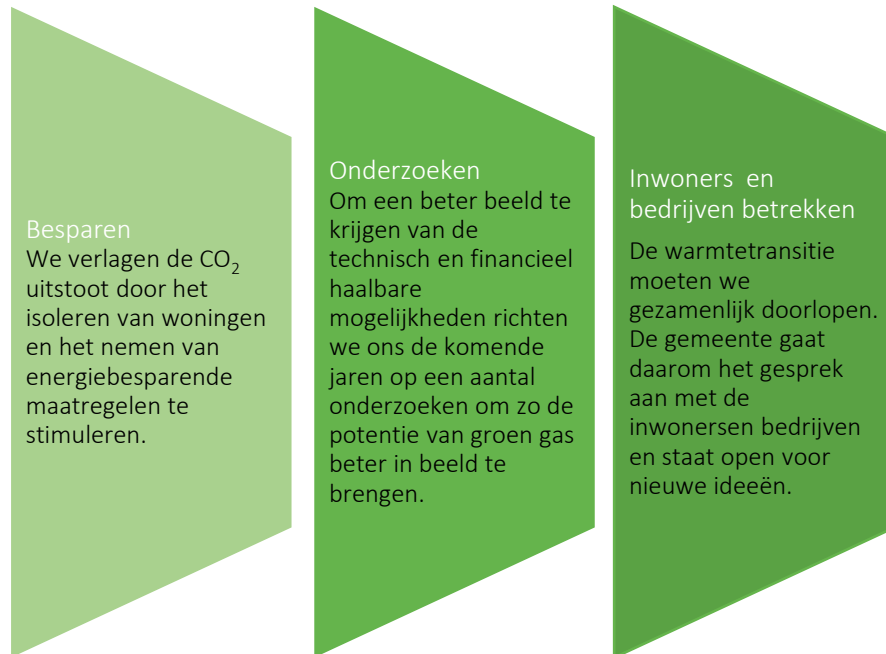 Besparen
We verlagen de CO₂
uitstoot door het
isoleren van woningen
en het nemen van
energiebesparende
maatregelen te
stimuleren.
Onderzoeken
Om een beter beeld te
krijgen van de
technisch en financieel
haalbare
mogelijkheden richten
we ons de komende
jaren op een aantal
onderzoeken om zo de
potentie van groen gas
beter in beeld te
brengen.
Inwoners en
bedrijven betrekken
De warmtetransitie
moeten we
gezamenlijk doorlopen.
De gemeente gaat
daarom het gesprek
aan met de
inwonersen bedrijven
en staat open voor
nieuwe ideeën.